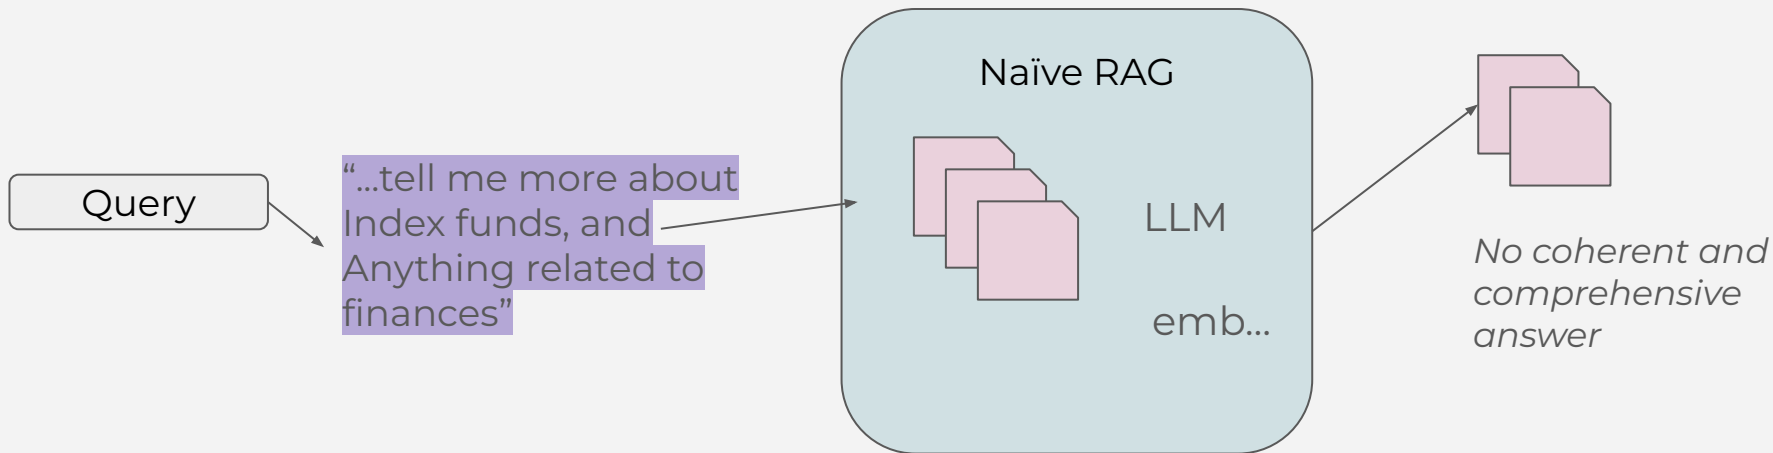 Query
“...tell me more about
Index funds, and
Anything related to
finances”
Naïve RAG
LLM
emb...
No coherent and
comprehensive
answer